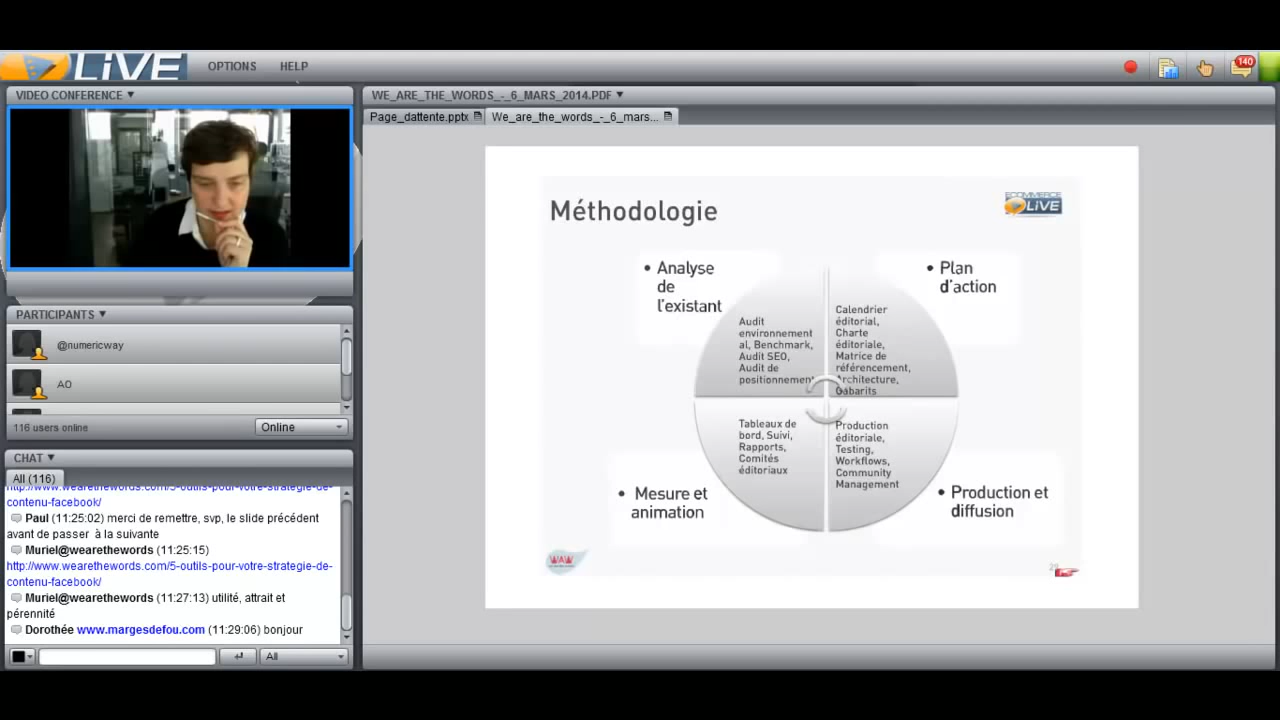 LiVE
OPTIONS
HELP
140
VIDEO CONFERENCE
PARTICIPANTS
@numericway
AO
116 users online
Online
CHAT
All (116)
http://www.wearethewords.com/5-outils-pour-votre-strategie-de-
contenu-facebook/
Paul (11:25:02) merci de remettre, svp, le slide précédent
avant de passer à la suivante
Muriel@wearethewords (11:25:15)
http://www.wearethewords.com/5-outils-pour-votre-strategie-de-
contenu-facebook/
Muriel@wearethewords (11:27:13) utilité, attrait et
pérennité
Dorothée www.margesdefou.com (11:29:06) bonjour
All
WE_ARE_THE_WORDS_-_6_MARS_2014.PDF
Page_dattente.pptx
We_are_the_words_-_6_mars...
Méthodologie
ECOMMERCE
LiVE
• Analyse
de
l'existant
Audit
environnement
al, Benchmark,
Audit SEO,
Audit de
positionnement
• Plan
d'action
Calendrier
éditorial,
Charte
éditoriale,
Matrice de
référencement,
Architecture,
Gabarits
• Mesure et
animation
Tableaux de
bord, Suivi,
Rapports,
Comités
éditoriaux
• Production et
diffusion
Production
éditoriale,
Testing,
Workflows,
Community
Management
WAW